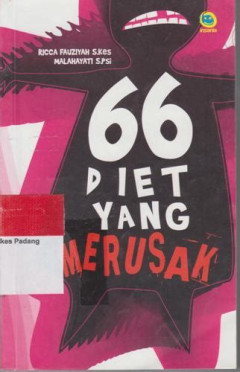 RICCA FAUZIYAH S.Kes
MALAHAYATI S.PSi
66
DIET
YANG
MERUSAK
kes Padang